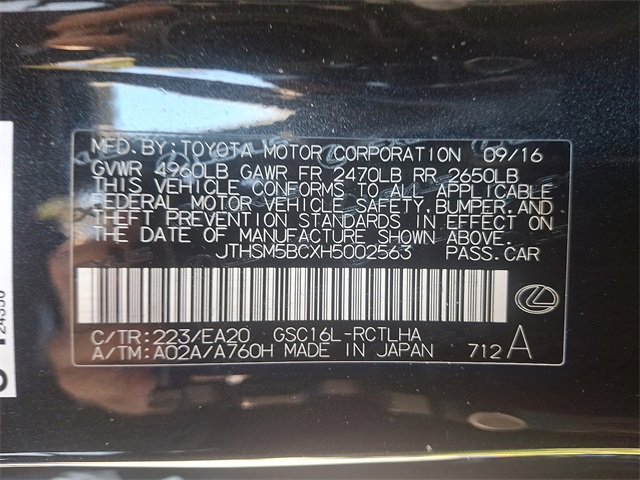 MFD.BY:TOYOTA MOTOR CORPORATION 09/16
GVWR 4960LB GAWR FR 2470LB RR 2650LB
THIS VEHICLE CONFORMS TO ALL APPLICABLE
FEDERAL MOTOR VEHICLE SAFETY,BUMPER,AND
THEFT PREVENTION STANDARDS IN EFFECT ON
THE DATE OF MANUFACTURE SHOWN ABOVE.
JTHSM5BCXH5002563 PASS.CAR
C/TR:223/EA20 GSC16L-RCTLHA
A/TM:A02A/A760H MADE IN JAPAN 712 A